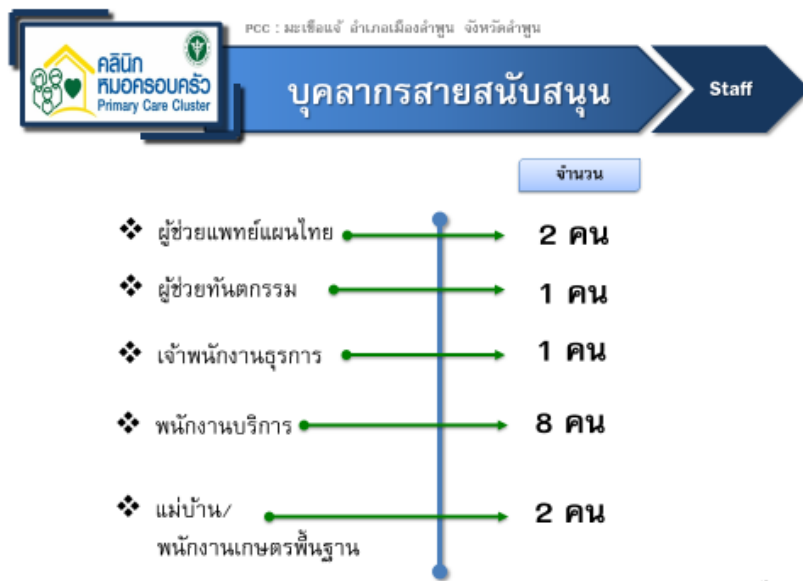 PCC : มะเขือแจ้ อำเภอเมืองลำพูน จังหวัดลำพูน
คลินิก
หมอครอบครัว
Primary Care Cluster
บุคลากรสายสนับสนุน
Staff
จำนวน
❖ ผู้ช่วยแพทย์แผนไทย 2 คน
❖ ผู้ช่วยทันตกรรม 1 คน
❖ เจ้าพนักงานธุรการ 1 คน
❖ พนักงานบริการ 8 คน
❖ แม่บ้าน/ 2 คน
พนักงานเกษตรพื้นฐาน